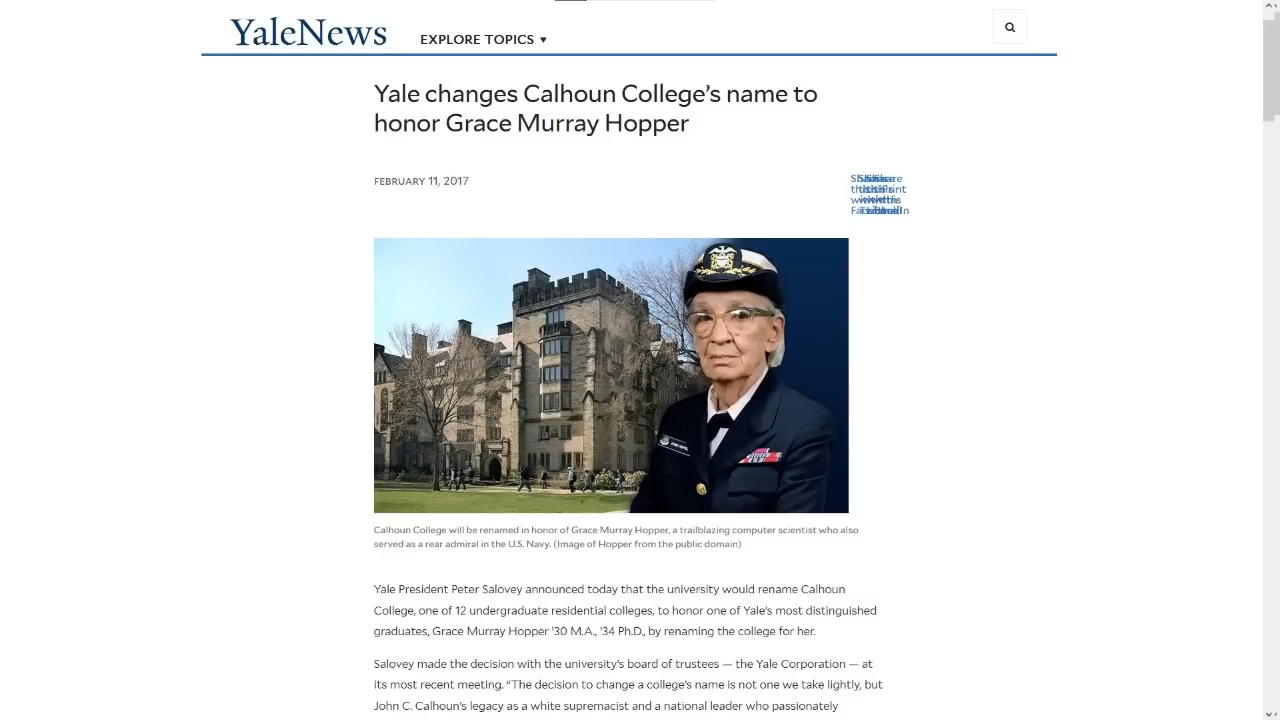 YaleNews
EXPLORE TOPICS ▼
Yale changes Calhoun College's name to
honor Grace Murray Hopper
FEBRUARY 11, 2017
Calhoun College will be renamed in honor of Grace Murray Hopper, a trailblazing computer scientist who also
served as a rear admiral in the U.S. Navy. (Image of Hopper from the public domain)
Yale President Peter Salovey announced today that the university would rename Calhoun
College, one of 12 undergraduate residential colleges, to honor one of Yale's most distinguished
graduates, Grace Murray Hopper '30 M.A., '34 Ph.D., by renaming the college for her.
Salovey made the decision with the university's board of trustees — the Yale Corporation — at
its most recent meeting. “The decision to change a college's name is not one we take lightly, but
John C. Calhoun's legacy as a white supremacist and a national leader who passionately